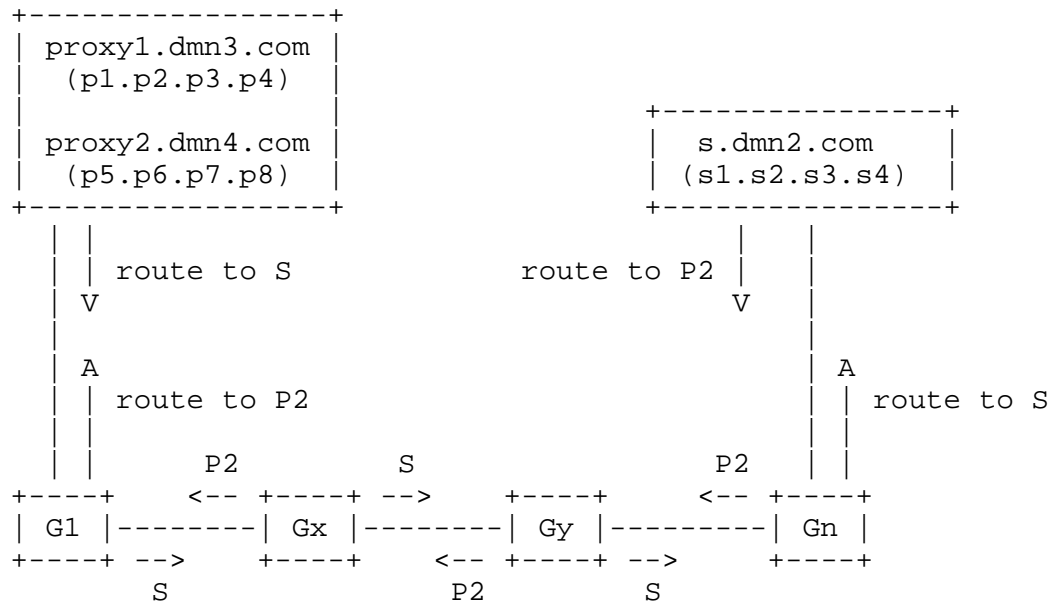 proxy1.dmn3.com
(p1.p2.p3.p4)
proxy2.dmn4.com
(p5.p6.p7.p8)
s.dmn2.com
(s1.s2.s3.s4)
route to S
route to P2
V
V
A
A
route to P2
route to S
P2 S P2
<-- --> <--
G1 Gx Gy Gn
--> <-- -->
S P2 S